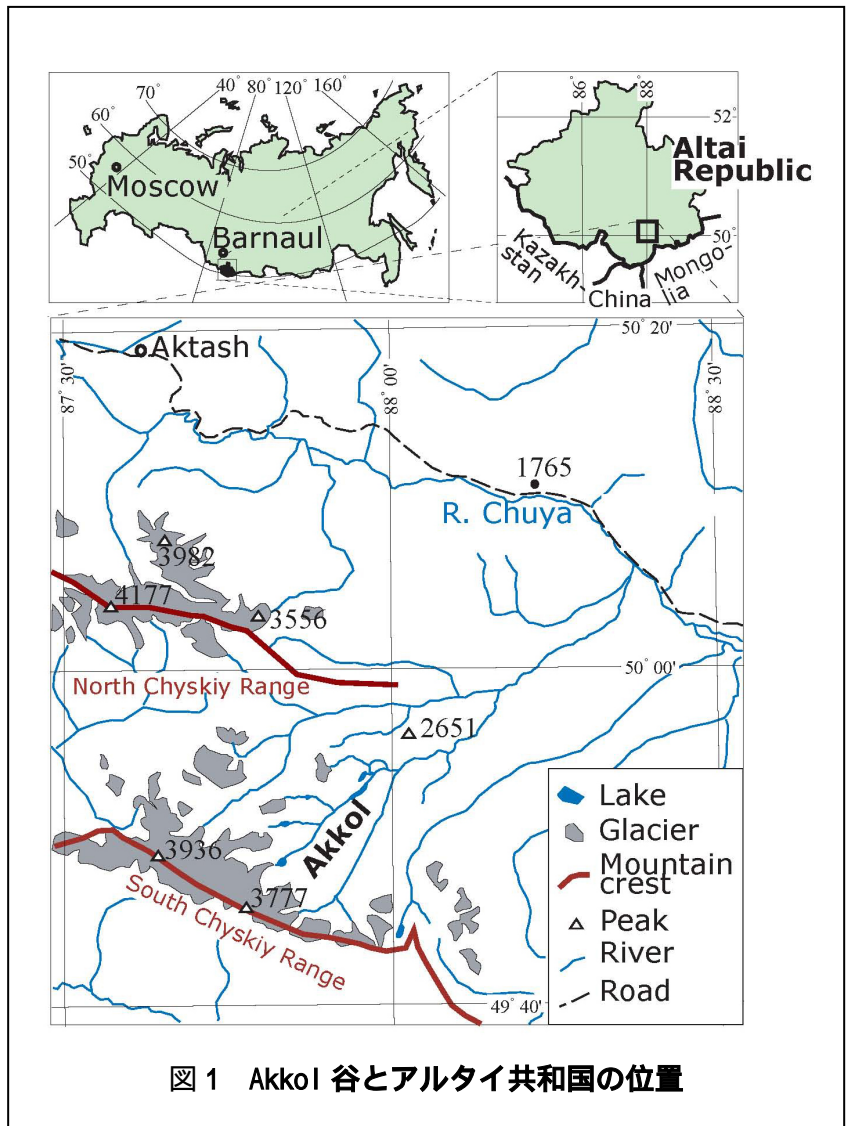 70°
40°
80°
120°
160°
60°
50°
Moscow
Barnaul
86°
88°
52°
Altai
Republic
50°
Kazakh-
stan
China
Mongo-
lia
50° 20'
Aktash
87° 30'
88° 00'
88° 30'
1765
R. Chuya
3982
4177
3556
50° 00'
North Chyskiy Range
2651
Akkol
3936
3777
South Chyskiy Range
49° 40'
Lake
Glacier
Mountain
crest
Peak
River
Road
図 1 Akkol 谷とアルタイ共和国の位置